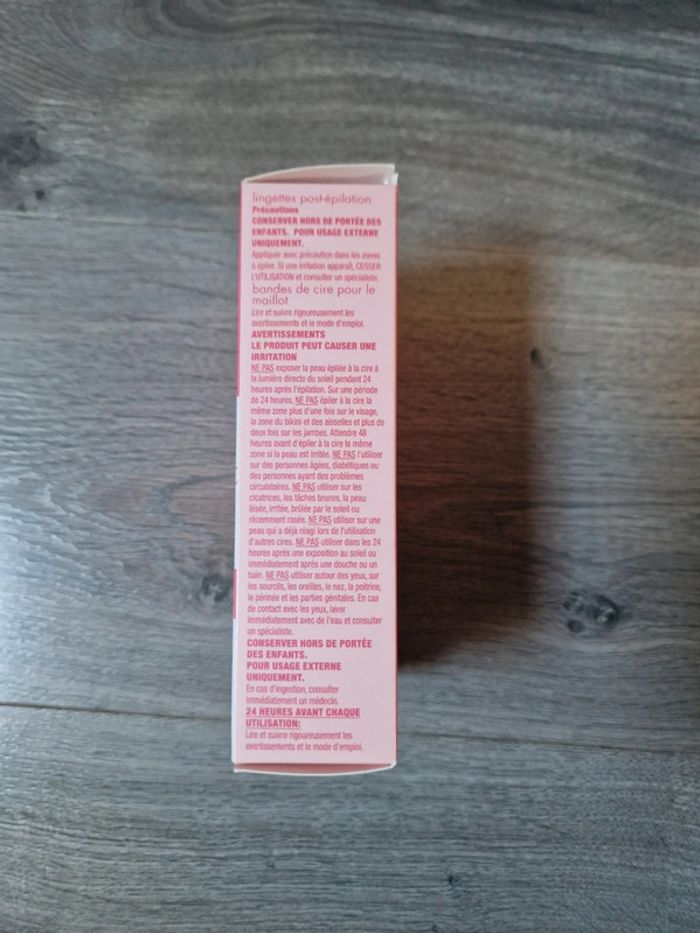 lingettes post-épilation
Précautions
CONSERVER HORS DE PORTÉE DES
ENFANTS. POUR USAGE EXTERNE
UNIQUEMENT.
Appliquer avec précaution dans les zones
à épiler. Si une irritation apparaît, CESSER
L'UTILISATION et consulter un spécialiste.
bandes de cire pour le
maillot
Lire et suivre rigoureusement les
avertissements et le mode d'emploi.
AVERTISSEMENTS
LE PRODUIT PEUT CAUSER UNE
IRRITATION
NE PAS exposer la peau épilée à la cire à
la lumière directe du soleil pendant 24
heures après l'épilation. Sur une période
de 24 heures, NE PAS épiler à la cire la
même zone plus d'une fois sur le visage,
la zone du bikini et des aisselles et plus de
deux fois sur les jambes. Attendre 48
heures avant d'épiler à la cire la même
zone si la peau est irritée. NE PAS l'utiliser
sur des personnes âgées, diabétiques ou
des personnes ayant des problèmes
circulatoires. NE PAS utiliser sur les
cicatrices, les tâches brunes, la peau
lésée, irritée, brûlée par le soleil ou
récemment rasée. NE PAS utiliser sur une
peau qui a déjà réagi lors de l'utilisation
d'autres cires. NE PAS utiliser dans les 24
heures après une exposition au soleil ou
immédiatement après une douche ou un
bain. NE PAS utiliser autour des yeux, sur
les sourcils, les oreilles, le nez, la poitrine,
le périnée et les parties génitales. En cas
de contact avec les yeux, laver
immédiatement avec de l'eau et consulter
un spécialiste.
CONSERVER HORS DE PORTÉE
DES ENFANTS.
POUR USAGE EXTERNE
UNIQUEMENT.
En cas d'ingestion, consulter
immédiatement un médecin.
24 HEURES AVANT CHAQUE
UTILISATION:
Lire et suivre rigoureusement les
avertissements et le mode d'emploi.